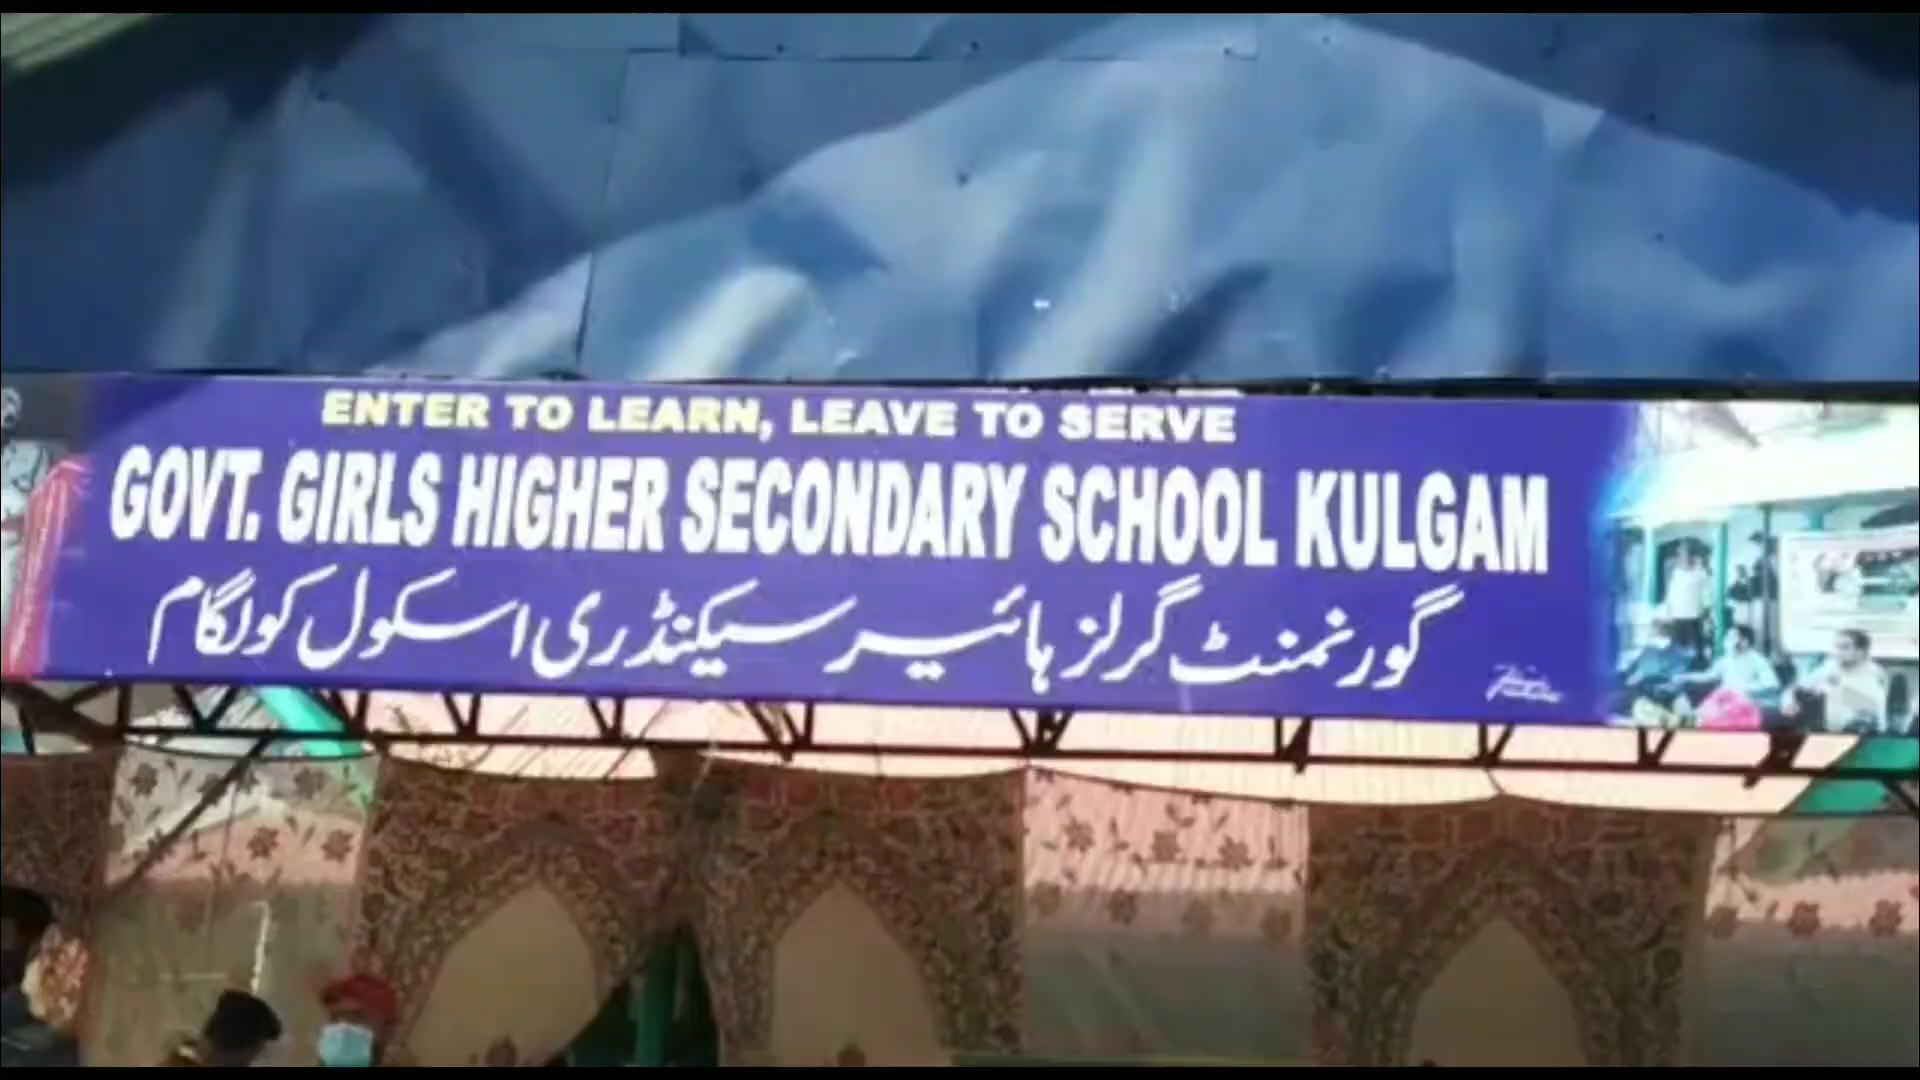 ENTER TO LEARN, LEAVE TO SERVE
GOVT. GIRLS HIGHER SECONDARY SCHOOL KULGAM
گورنمنٹ گرلز ہائیر سیکنڈری اسکول کولگام